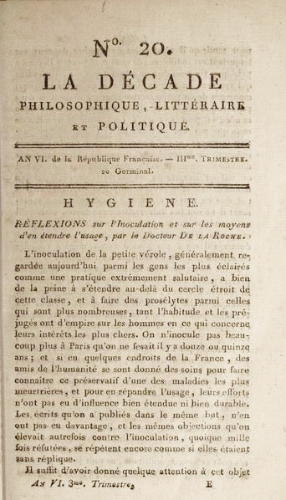 N°. 20.
LA DÉCADE
PHILOSOPHIQUE, LITTÉRAIRE
ET POLITIQUE.
AN VI. de la République Française. — IIIme. TRIMESTRE.
20 Germinal.
HYGIENE.
RÉFLEXIONS sur l'Inoculation et sur les moyens
d'en étendre l'usage, par le Docteur DE LA ROCHE.
L'inoculation de la petite vérole, généralement re-
gardée aujourd'hui parmi les gens les plus éclairés
comme une pratique extrêmement salutaire, a bien
de la peine à s'étendre au-delà du cercle étroit de
cette classe, et à faire des prosélytes parmi celles
qui sont plus nombreuses, tant l'habitude et les pré-
jugés ont d'empire sur les hommes en ce qui concerne
leurs intérêts les plus chers. On n'inocule pas beau-
coup plus à Paris qu'on ne fesait il y a douze ou quinze
ans; et si en quelques endroits de la France, des
amis de l'humanité se sont donné des soins pour faire
connaître ce préservatif d'une des maladies les plus
meurtrières, et pour en répandre l'usage, leurs efforts
n'ont pas eu d'influence bien étendue ni bien durable.
Les écrits qu'on a publiés dans le même but, n'en
ont pas eu davantage, et les mêmes objections qu'on
élevait autrefois contre l'inoculation, quoique mille
fois réfutées, se répètent encore comme si elles étaient
sans réplique.
Il suffit d'avoir donné quelque attention à cet objet
AN VI. 3me. Trimestre. E